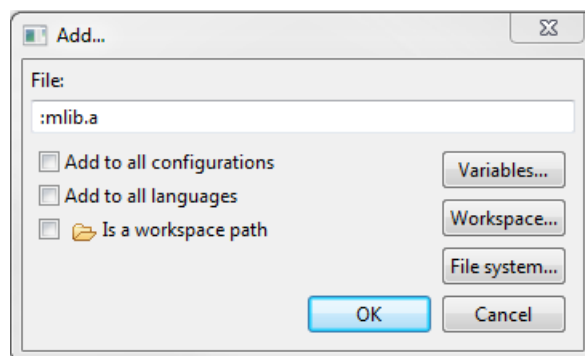 Add...
File:
:mlib.a
Add to all configurations
Variables...
Add to all languages
Workspace...
Is a workspace path
File system...
OK
Cancel